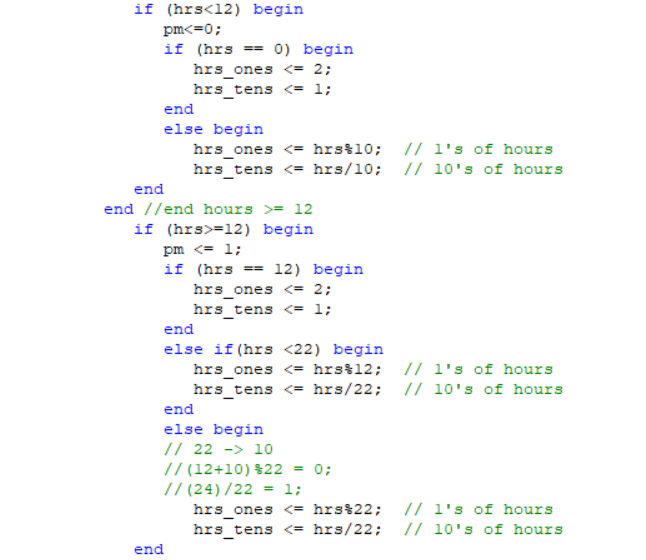 if (hrs<12) begin
pm<=0;
if (hrs == 0) begin
hrs_ones <= 2;
hrs_tens <= 1;
end
else begin
hrs_ones <= hrs%10; // 1's of hours
hrs_tens <= hrs/10; // 10's of hours
end
end //end hours >= 12
if (hrs>=12) begin
pm <= 1;
if (hrs == 12) begin
hrs_ones <= 2;
hrs_tens <= 1;
end
else if(hrs <22) begin
hrs_ones <= hrs%12; // 1's of hours
hrs_tens <= hrs/22; // 10's of hours
end
else begin
// 22 -> 10
//(12+10)%22 = 0;
//(24)/22 = 1;
hrs_ones <= hrs%22; // 1's of hours
hrs_tens <= hrs/22; // 10's of hours
end